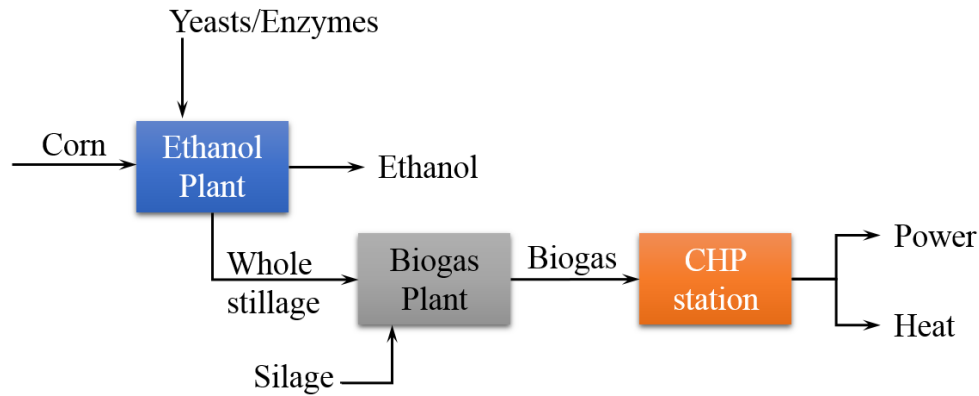 Yeasts/Enzymes
Corn
Ethanol
Plant
Ethanol
Whole
stillage
Biogas
Plant
Biogas
CHP
station
Power
Heat
Silage